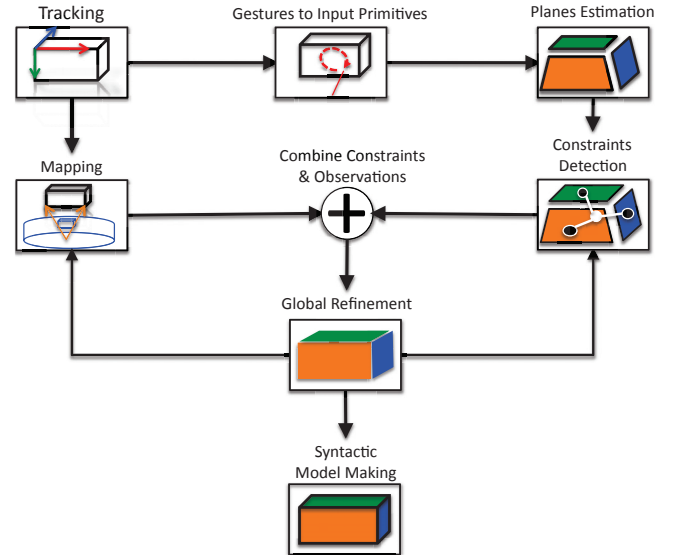 Tracking
Gestures to Input Primitives
Planes Estimation
Mapping
Combine Constraints
& Observations
Constraints
Detection
Global Refinement
Syntactic
Model Making